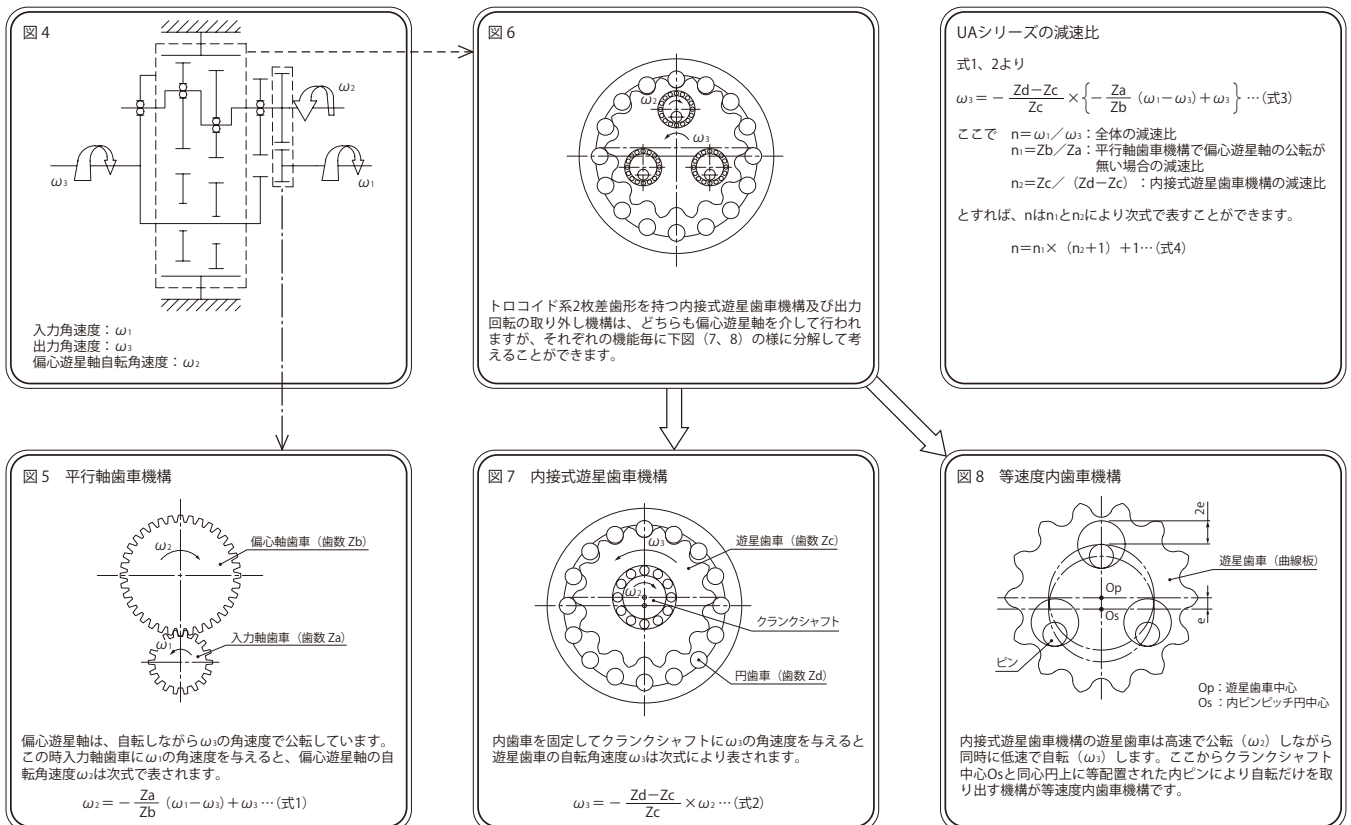 図4
ω₂
ω₃
ω₁
入力角速度：ω₁
出力角速度：ω₃
偏心遊星軸自転角速度：ω₂
図6
ω₂
ω₃
トロコイド系2枚差歯形を持つ内接式遊星歯車機構及び出力
回転の取り外し機構は、どちらも偏心遊星軸を介して行われ
ますが、それぞれの機能毎に下図（7、8）の様に分解して考
えることができます。
UAシリーズの減速比
式1、2より
ω₃＝－ Zd－Zc/Zc ×{－ Za/Zb (ω₁－ω₃)＋ω₃} …(式3)
ここで n＝ω₁／ω₃：全体の減速比
n₁＝Zb／Za：平行軸歯車機構で偏心遊星軸の公転が
無い場合の減速比
n₂＝Zc／（Zd－Zc）：内接式遊星歯車機構の減速比
とすれば、nはn₁とn₂により次式で表すことができます。
n＝n₁×（n₂＋1）＋1…(式4)
図5 平行軸歯車機構
ω₂
偏心軸歯車（歯数 Zb）
入力軸歯車（歯数 Za）
ω₁
偏心遊星軸は、自転しながらω₃の角速度で公転しています。
この時入力軸歯車にω₁の角速度を与えると、偏心遊星軸の自
転角速度ω₂は次式で表されます。
ω₂＝－ Za/Zb (ω₁－ω₃)＋ω₃ …(式1)
図7 内接式遊星歯車機構
ω₃
遊星歯車（歯数 Zc）
ω₂
クランクシャフト
円歯車（歯数 Zd）
内歯車を固定してクランクシャフトにω₃の角速度を与えると
遊星歯車の自転角速度ω₃は次式により表されます。
ω₃＝－ Zd－Zc/Zc ×ω₂ …(式2)
図8 等速度内歯車機構
2e
遊星歯車（曲線板）
Op
Os
e
ピン
Op：遊星歯車中心
Os：内ピンピッチ円中心
内接式遊星歯車機構の遊星歯車は高速で公転（ω₂）しながら
同時に低速で自転（ω₃）します。ここからクランクシャフト
中心Osと同心円上に等配置された内ピンにより自転だけを取
り出す機構が等速度内歯車機構です。